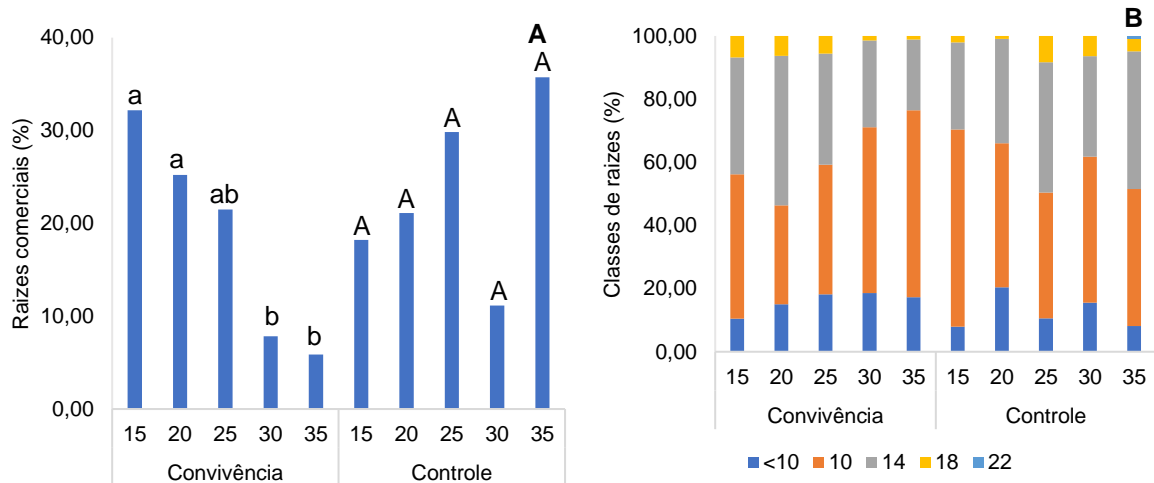 A
Raizes comerciais (%)
40,00
30,00
20,00
10,00
0,00
a
a
ab
b
b
A
A
A
A
A
15 20 25 30 35 15 20 25 30 35
Convivência Controle
B
Classes de raizes (%)
100,00
80,00
60,00
40,00
20,00
0,00
15 20 25 30 35 15 20 25 30 35
Convivência Controle
<10 10 14 18 22